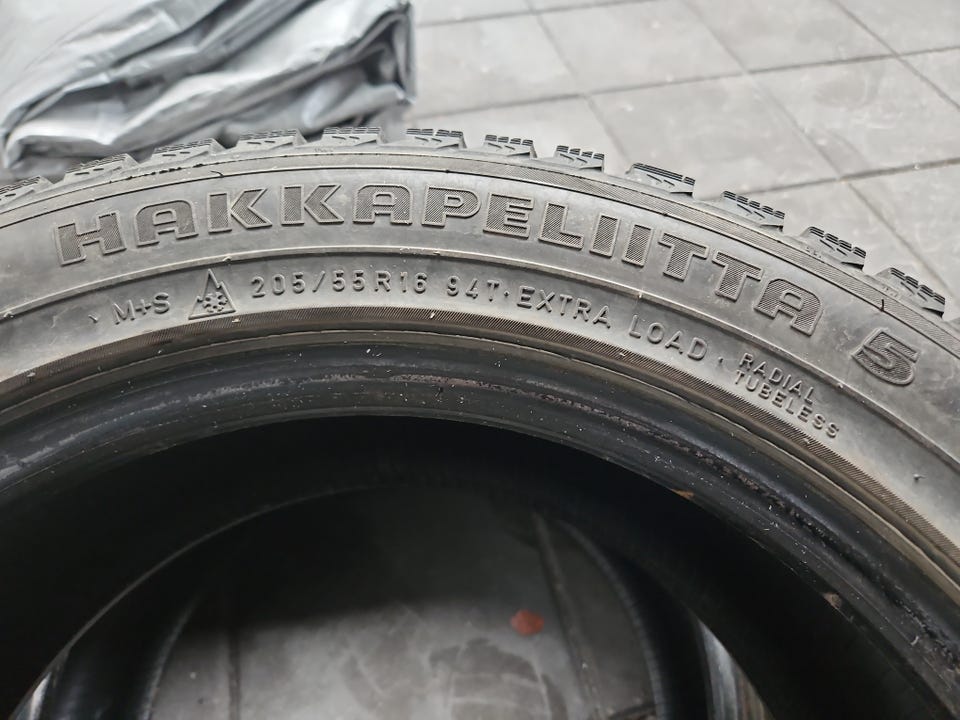 HAKKAPELIITTA 5
M+S 205/55R16 94T · EXTRA LOAD · RADIAL
TUBELESS